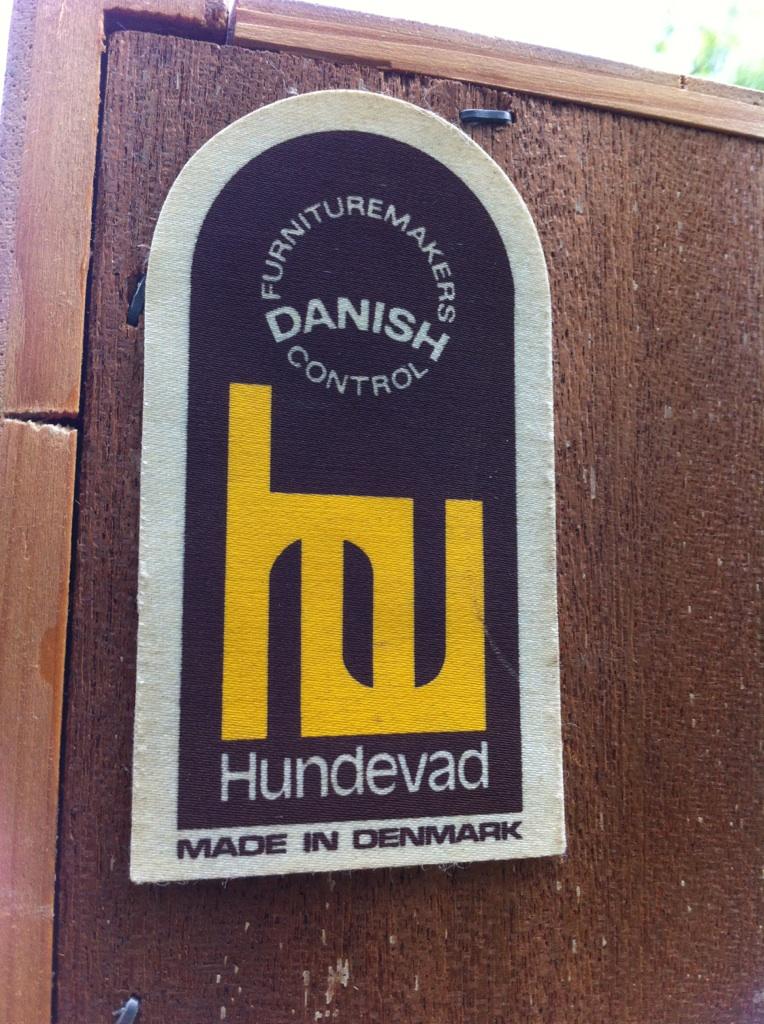 FURNITUREMAKERS
DANISH
CONTROL
hw
Hundevad
MADE IN DENMARK